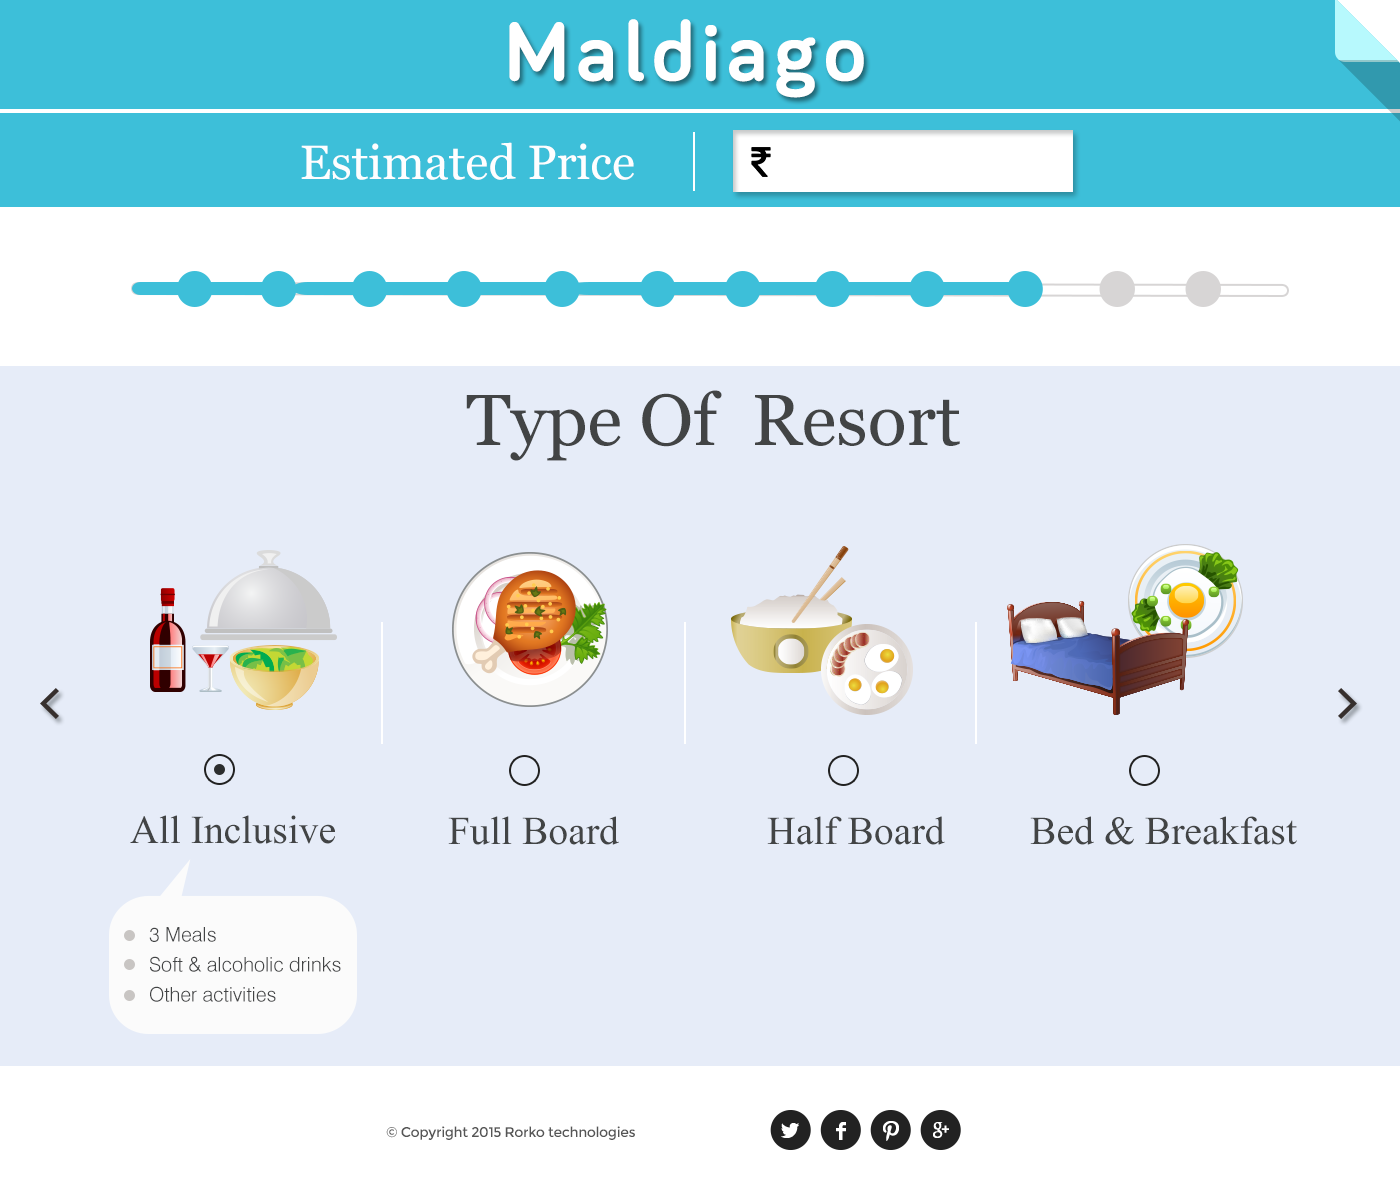 Maldiago
Estimated Price
₹
Type Of Resort
All Inclusive
Full Board
Half Board
Bed & Breakfast
3 Meals
Soft & alcoholic drinks
Other activities
© Copyright 2015 Rorko technologies